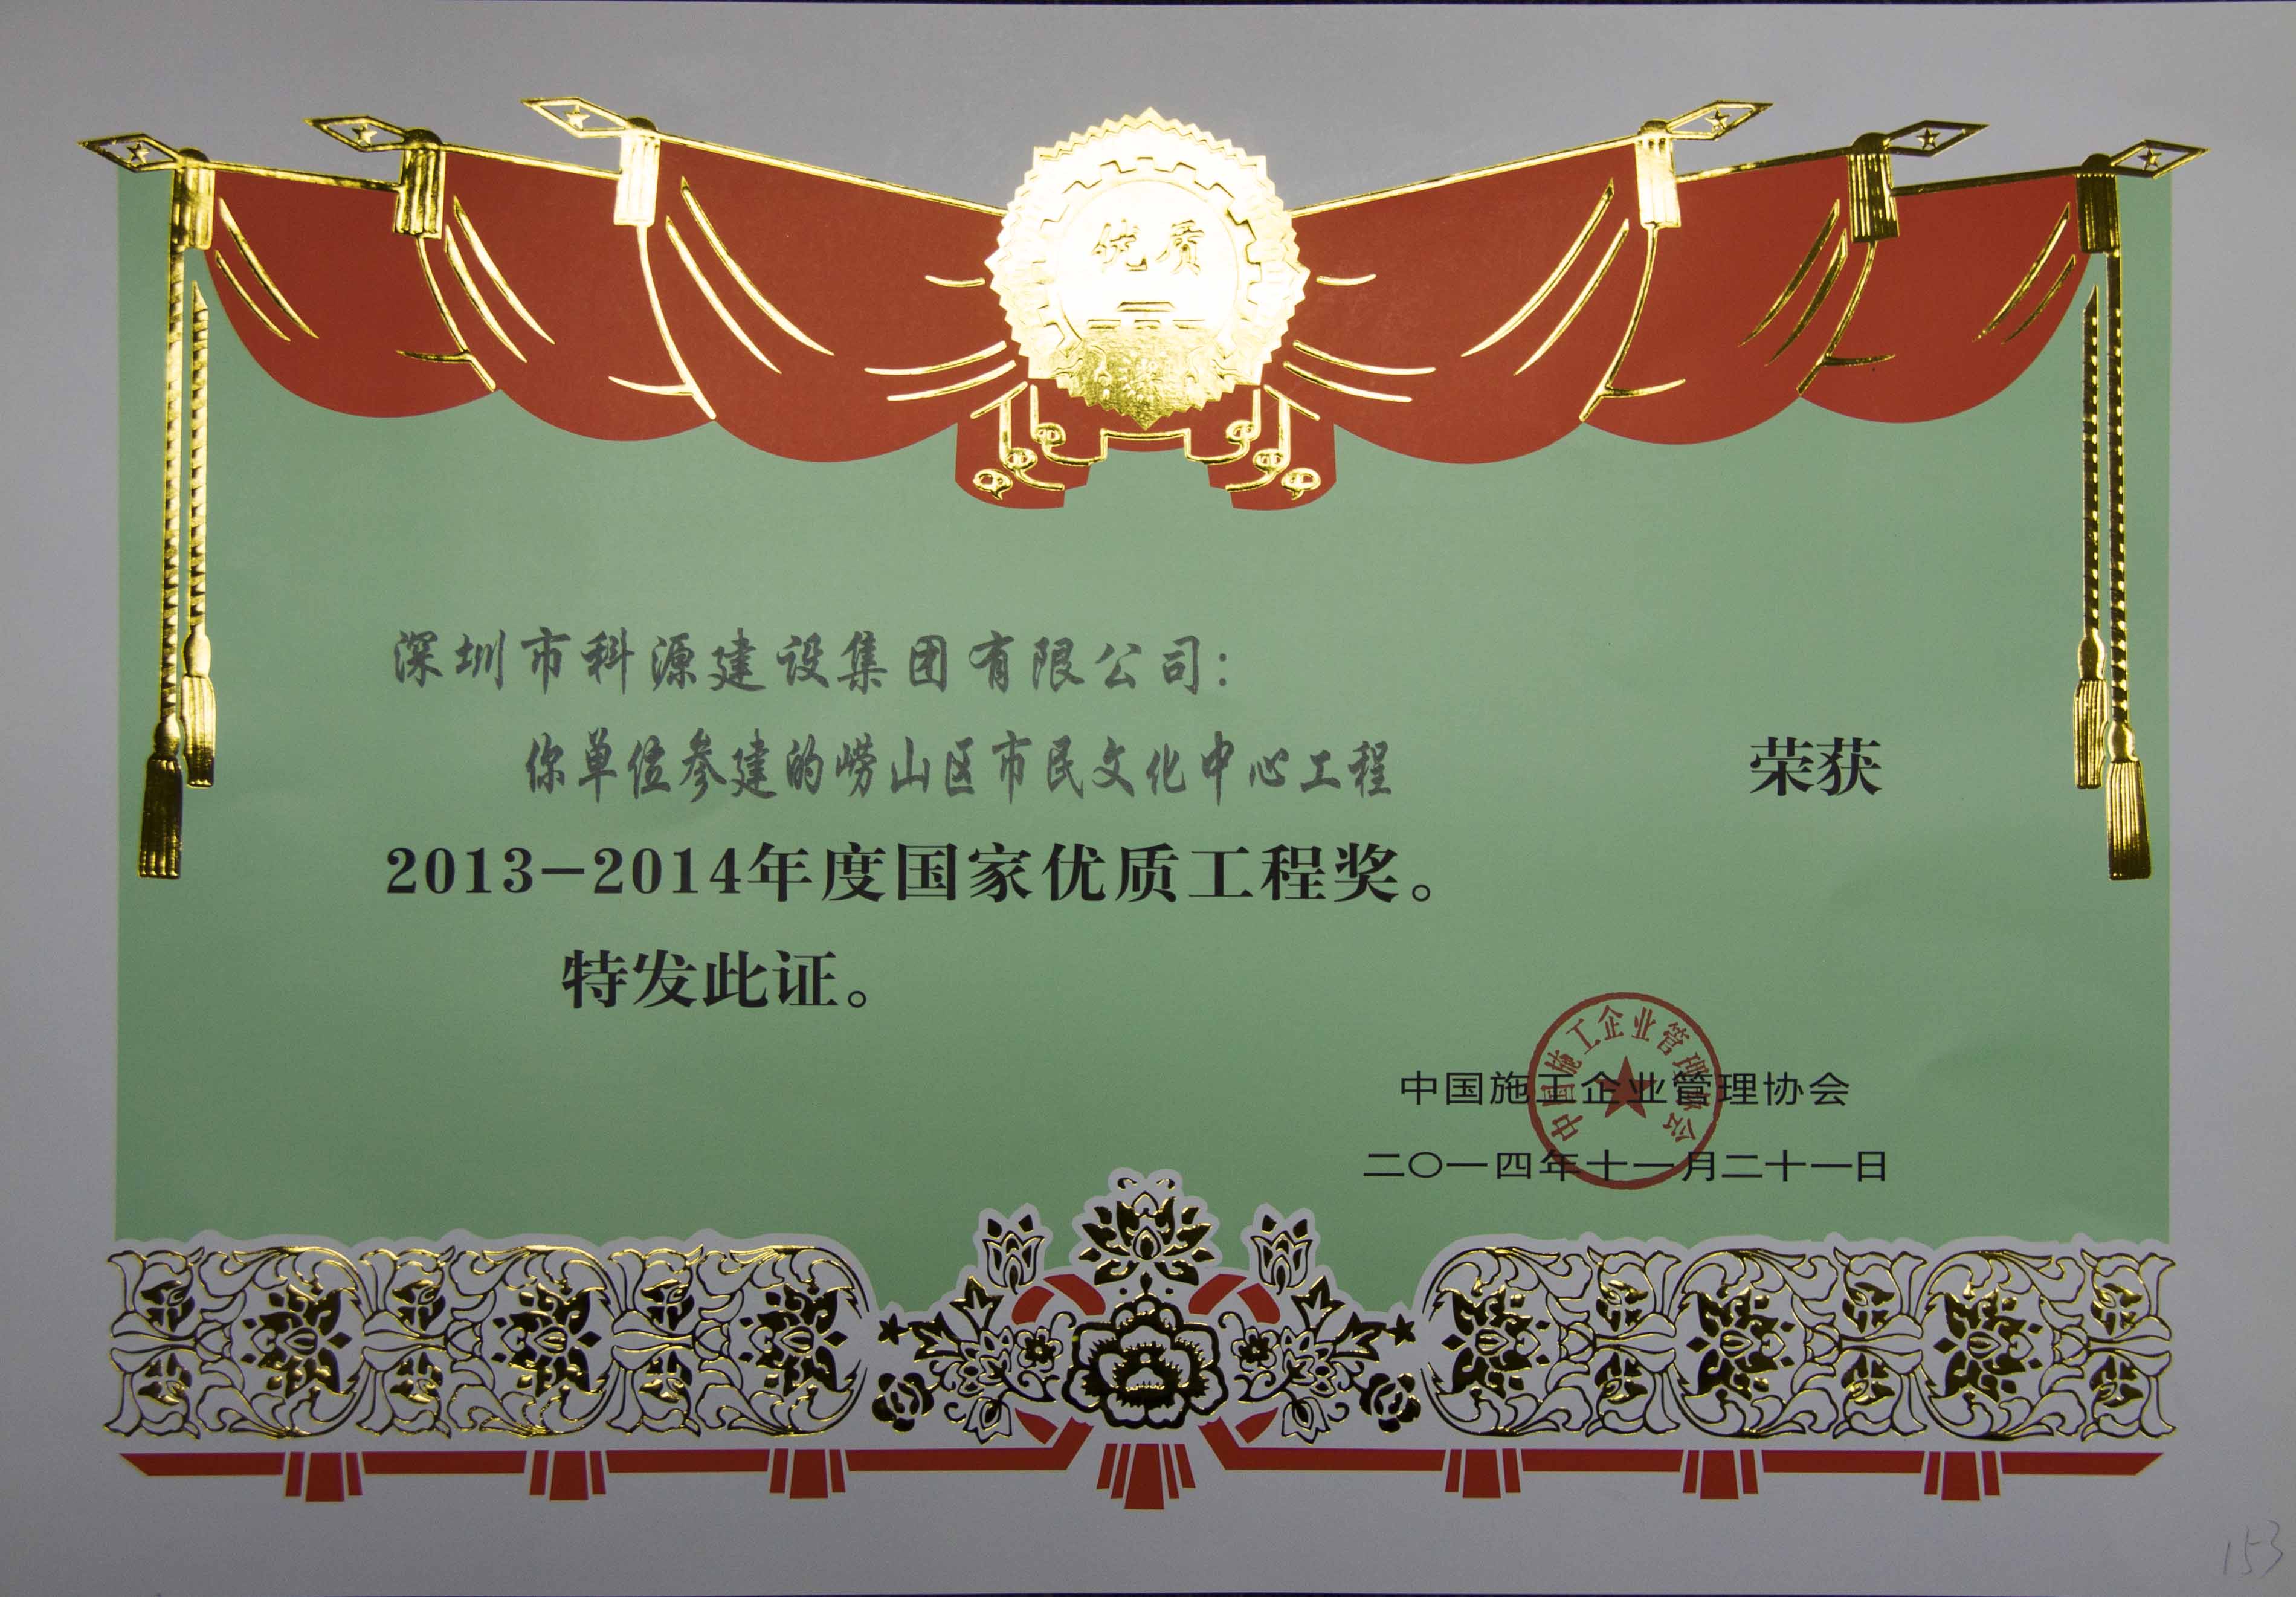 优质
深圳市科源建设集团有限公司：
你单位参建的崂山区市民文化中心工程 荣获
2013-2014年度国家优质工程奖。
特发此证。
中国施工企业管理协会
中国施工企业管理协会
二〇一四年十一月二十一日
153